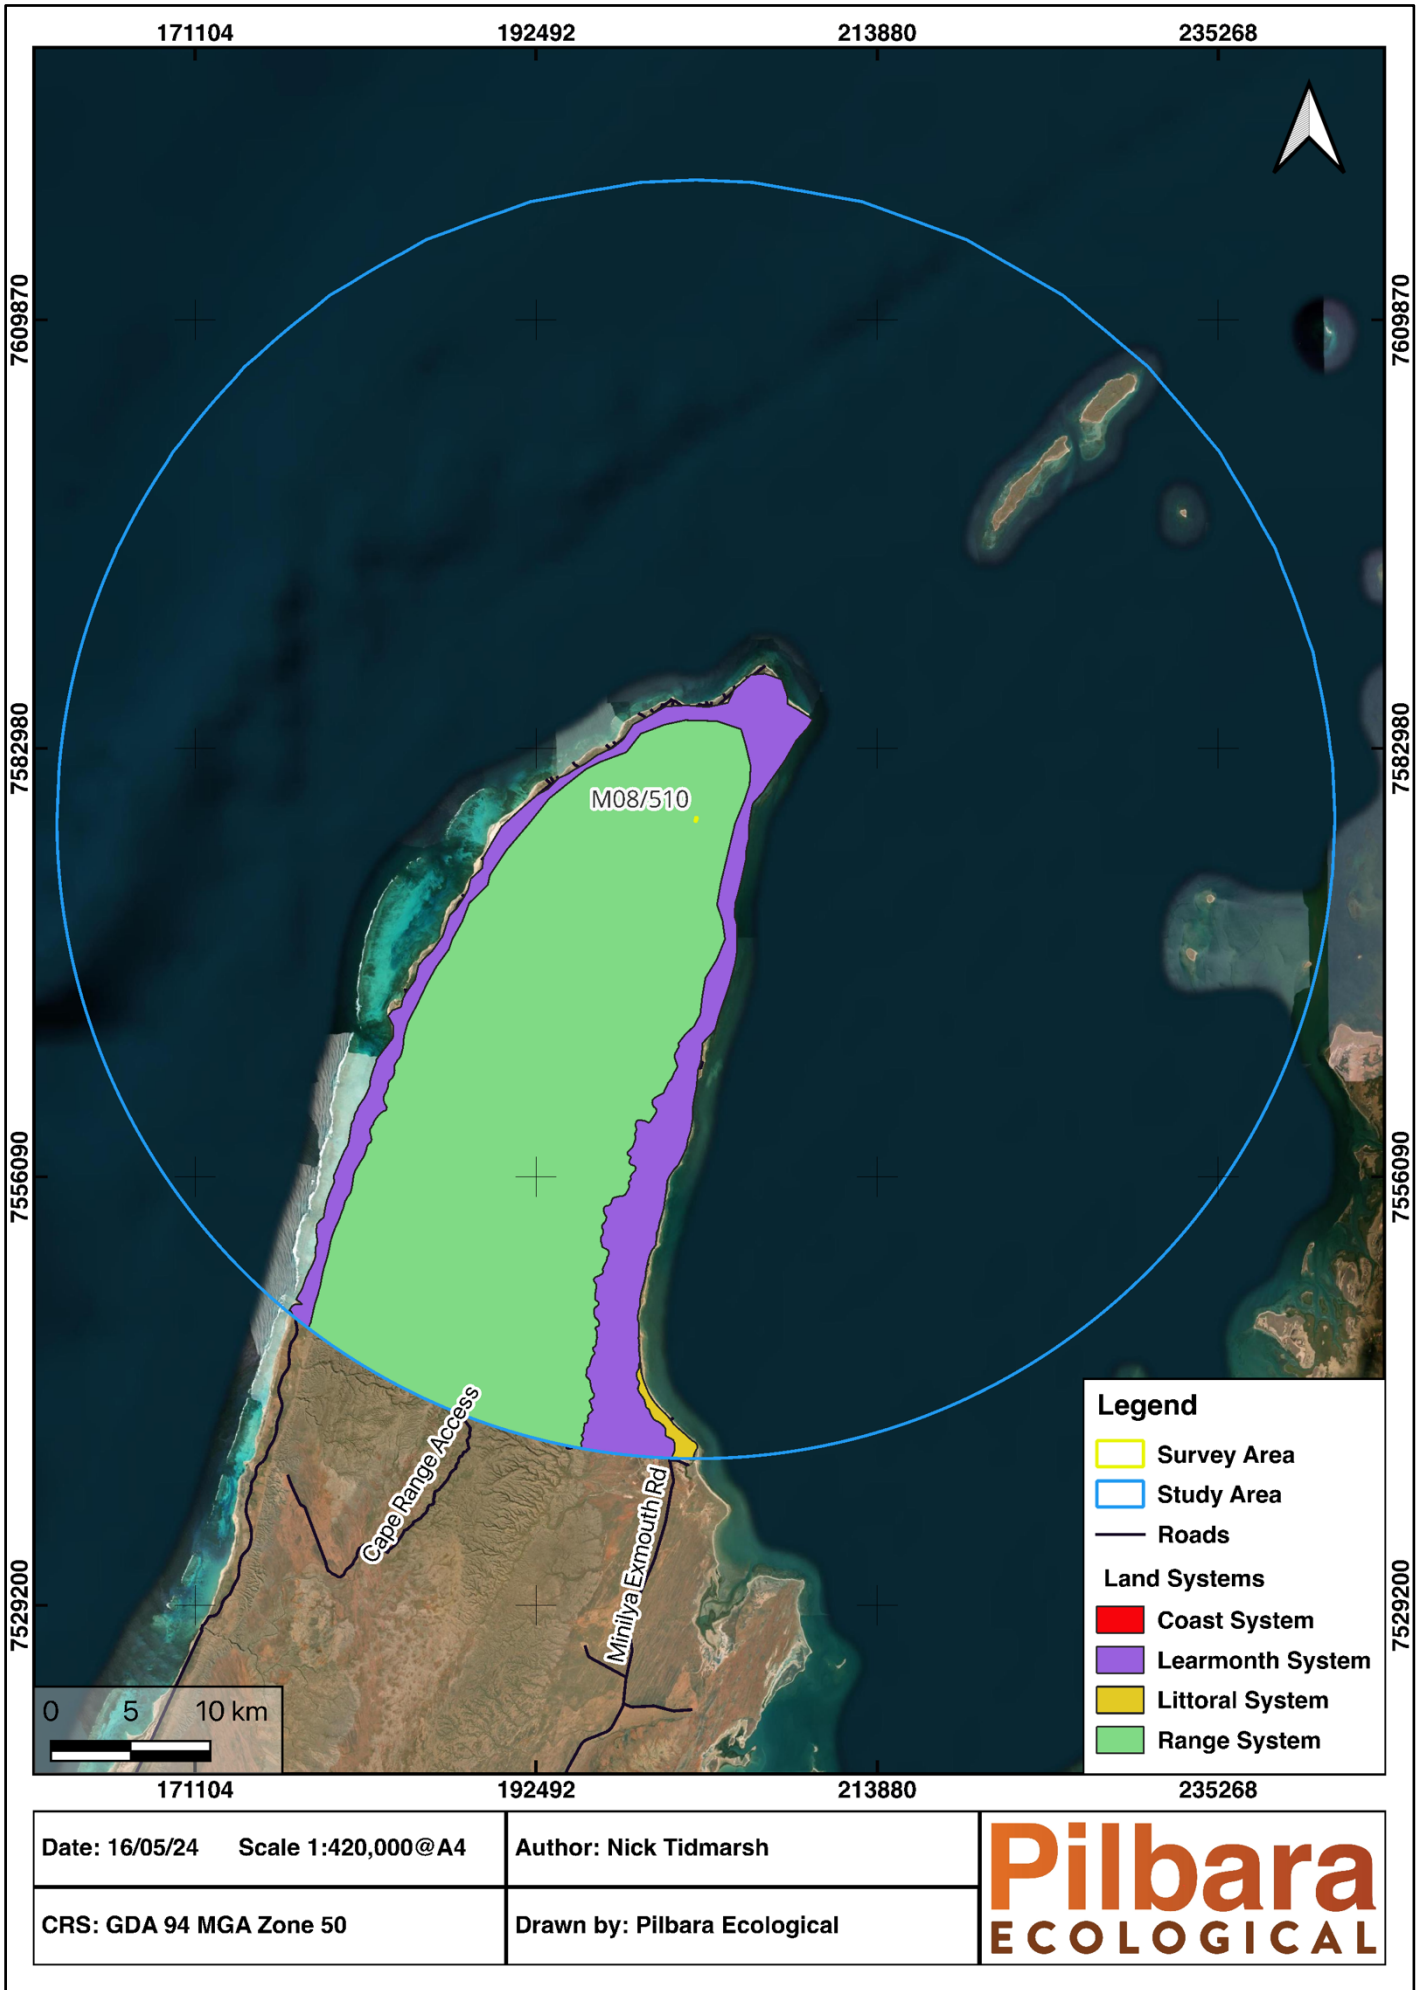 171104 192492 213880 235268
7609870 7609870
7582980 7582980
M08/510
7556090 7556090
Cape Range Access
Minilya Exmouth Rd
7529200 7529200
Legend
Survey Area
Study Area
Roads
Land Systems
Coast System
Learmonth System
Littoral System
Range System
0 5 10 km
171104 192492 213880 235268
Date: 16/05/24 Scale 1:420,000@A4
Author: Nick Tidmarsh
CRS: GDA 94 MGA Zone 50
Drawn by: Pilbara Ecological
Pilbara
ECOLOGICAL